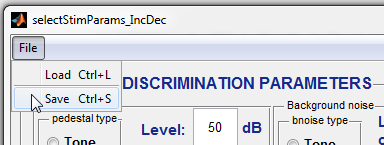 selectStimParams_IncDec
File
Load Ctrl+L
DISCRIMINATION PARAMETERS
Save Ctrl+S
Background noise
pedestal type
bnoise type
Level: 50 dB
Tone
Tone